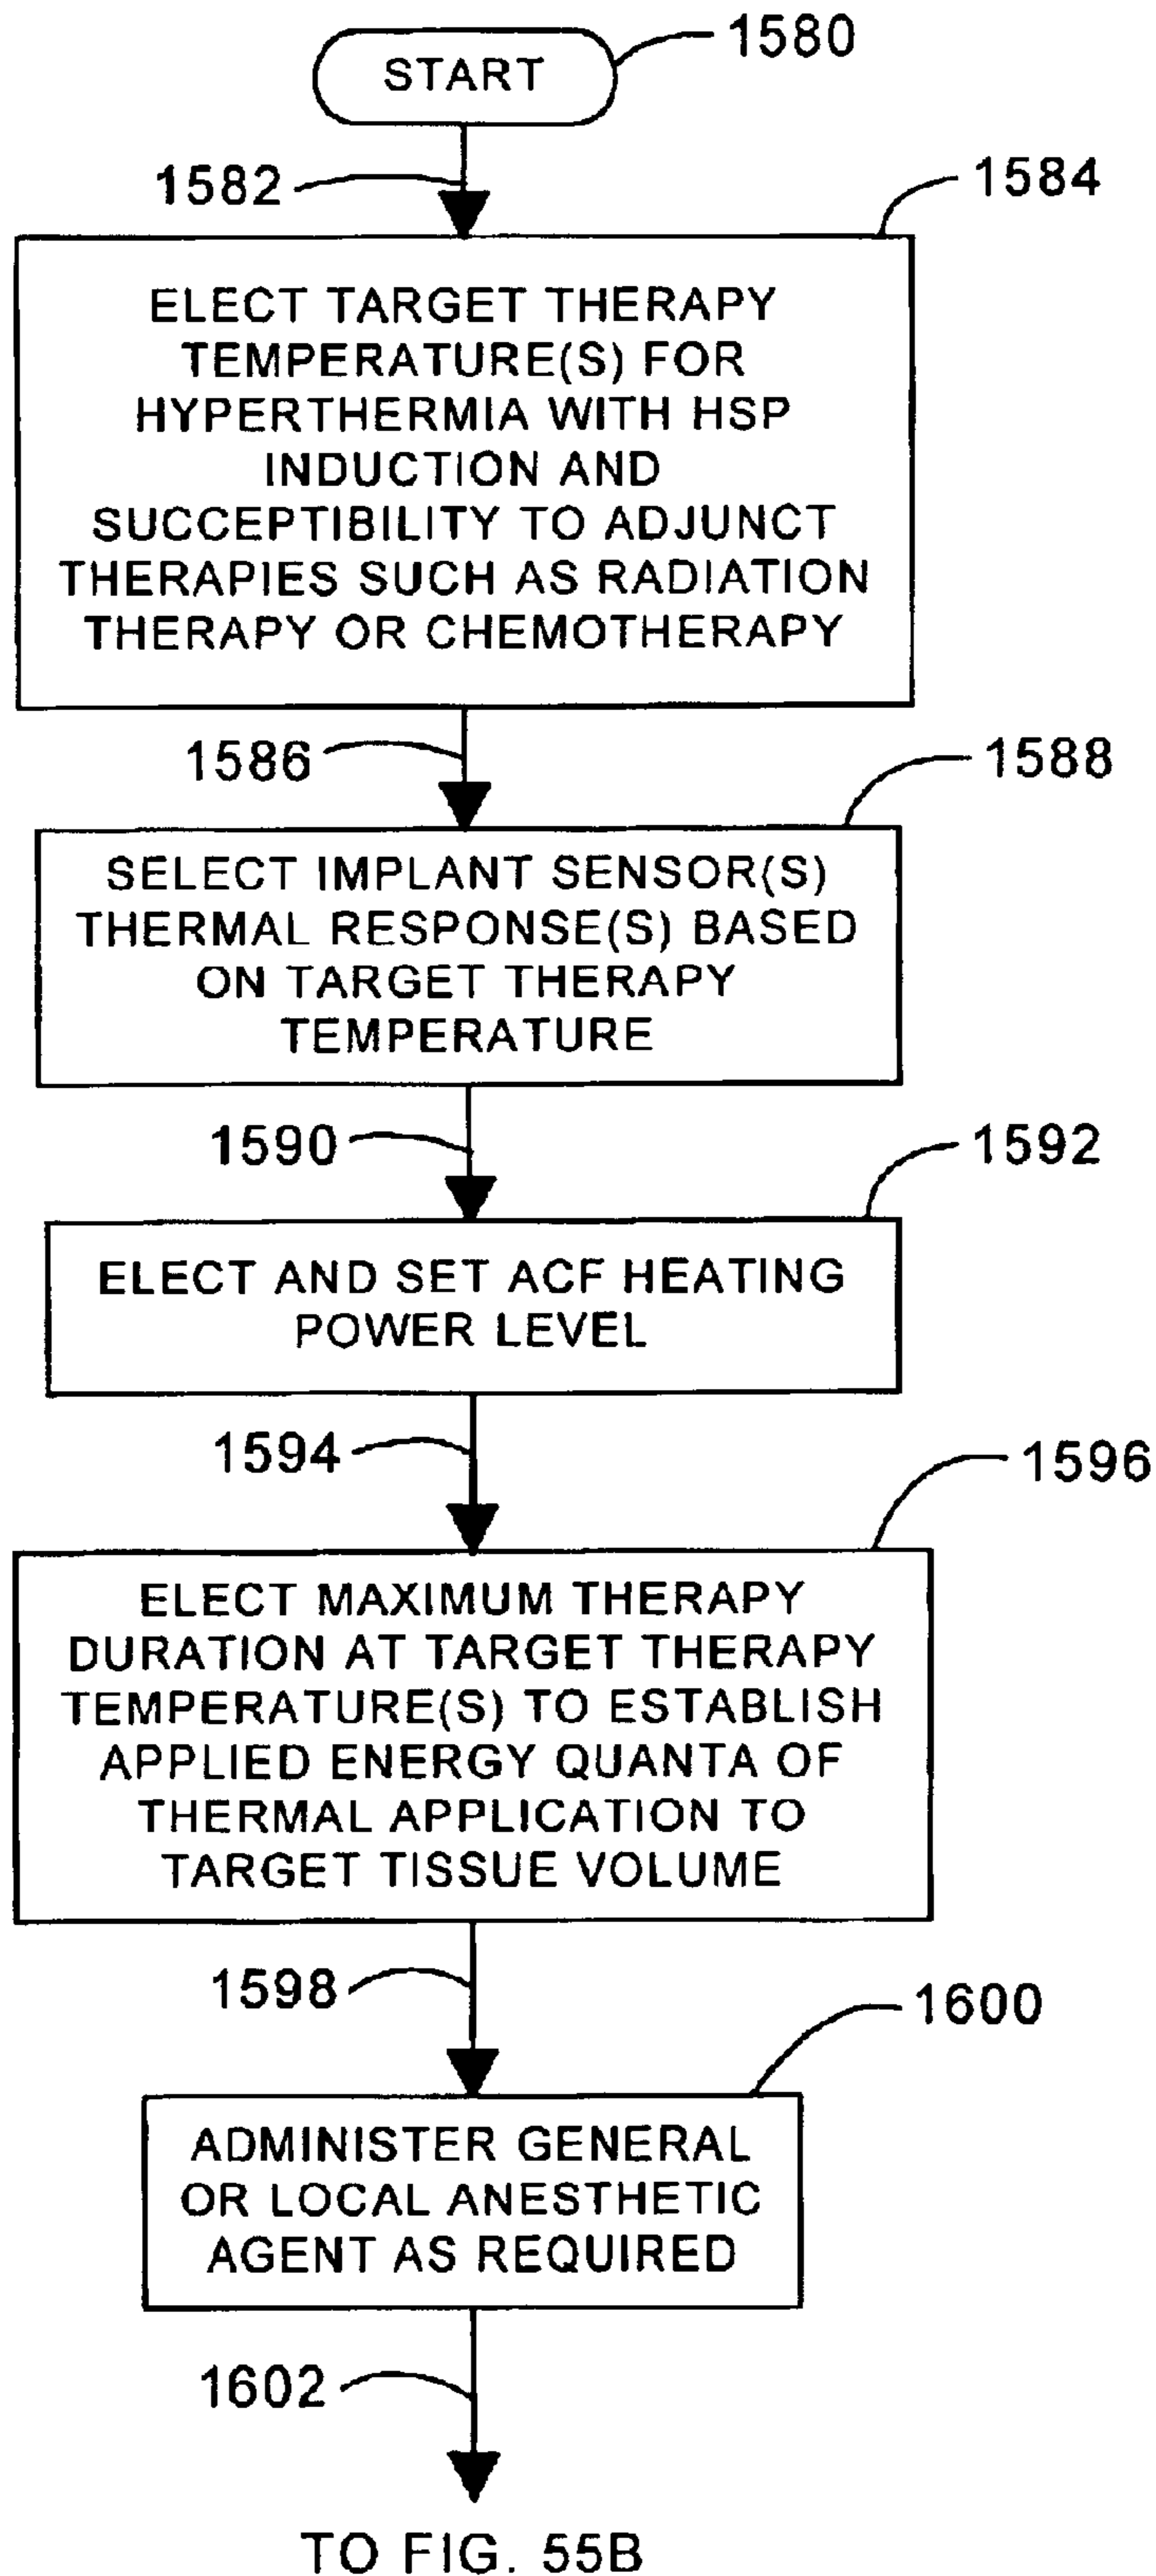 START
1580
1582
1584
ELECT TARGET THERAPY
TEMPERATURE(S) FOR
HYPERTHERMIA WITH HSP
INDUCTION AND
SUCCEPTIBILITY TO ADJUNCT
THERAPIES SUCH AS RADIATION
THERAPY OR CHEMOTHERAPY
1586
1588
SELECT IMPLANT SENSOR(S)
THERMAL RESPONSE(S) BASED
ON TARGET THERAPY
TEMPERATURE
1590
1592
ELECT AND SET ACF HEATING
POWER LEVEL
1594
1596
ELECT MAXIMUM THERAPY
DURATION AT TARGET THERAPY
TEMPERATURE(S) TO ESTABLISH
APPLIED ENERGY QUANTA OF
THERMAL APPLICATION TO
TARGET TISSUE VOLUME
1598
1600
ADMINISTER GENERAL
OR LOCAL ANESTHETIC
AGENT AS REQUIRED
1602
TO FIG. 55B